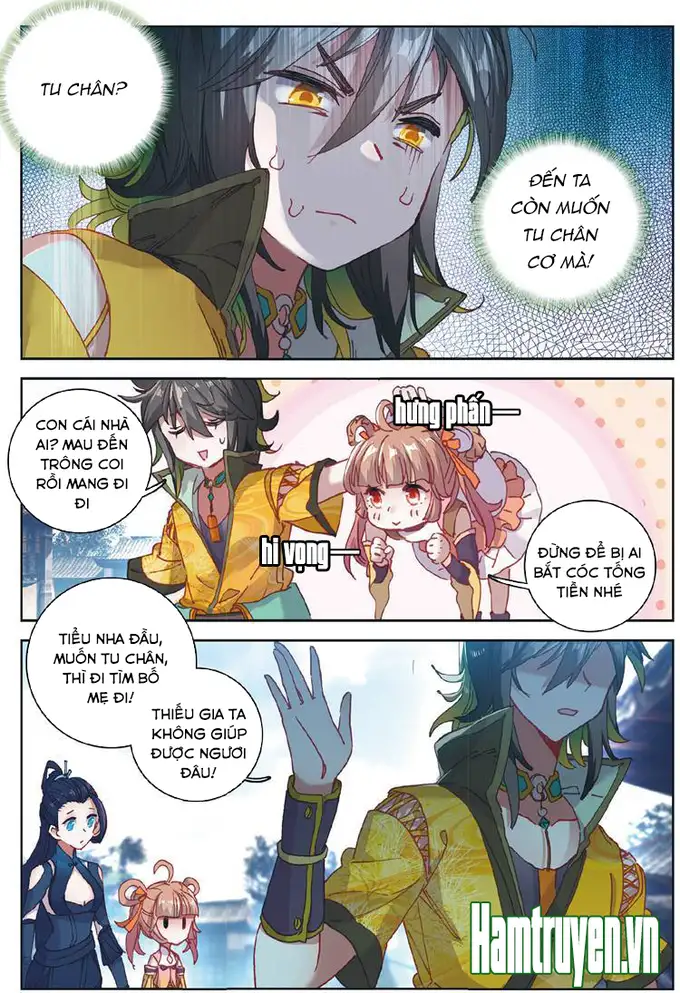 TU CHÂN?
ĐẾN TA
CÒN MUỐN
TU CHÂN
CƠ MÀ!
CON CÁI NHÀ
AI? MAU ĐẾN
TRÔNG COI
RỒI MANG ĐI
ĐI
hưng phấn
hi vọng
ĐỪNG ĐỂ BỊ AI
BẮT CÓC TỐNG
TIỀN NHÉ
TIỂU NHA ĐẦU,
MUỐN TU CHÂN,
THÌ ĐI TÌM BỐ
MẸ ĐI!
THIẾU GIA TA
KHÔNG GIÚP
ĐƯỢC NGƯƠI
ĐÂU!
Hamtruyen.vn